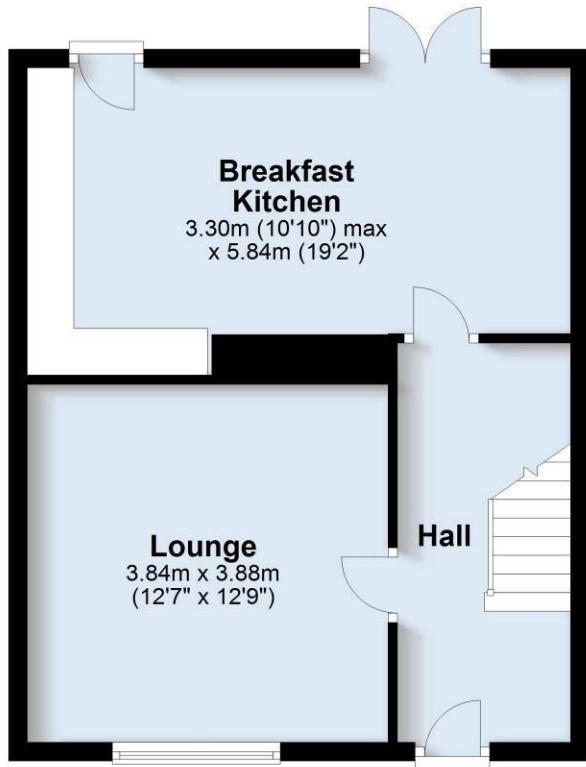 Breakfast
Kitchen
3.30m (10'10") max
x 5.84m (19'2")
Lounge
3.84m x 3.88m
(12'7" x 12'9")
Hall